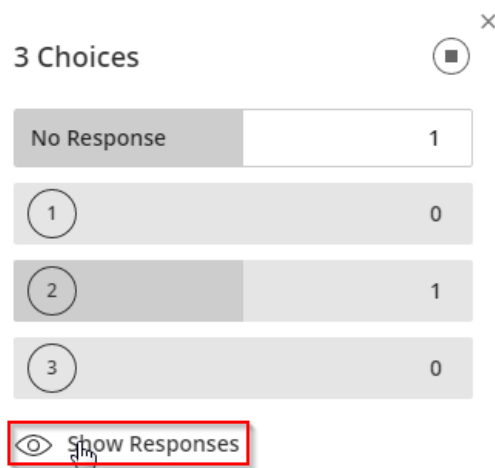 3 Choices
No Response 1
1 0
2 1
3 0
Show Responses